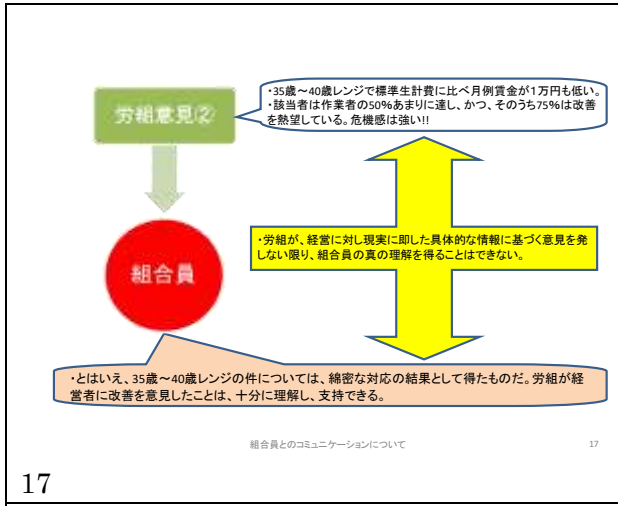 ・35歳～40歳レンジで標準生計費に比べ月例賃金が1万円も低い。
・該当者は作業者の50%あまりに達し、かつ、そのうち75%は改善
を熱望している。危機感は強い!!
労組意見②
・労組が、経営に対し現実に即した具体的な情報に基づく意見を発
しない限り、組合員の真の理解を得ることはできない。
組合員
・とはいえ、35歳～40歳レンジの件については、綿密な対応の結果として得たものだ。労組が経
営者に改善を意見したことは、十分に理解し、支持できる。
組合員とのコミュニケーションについて
17
17